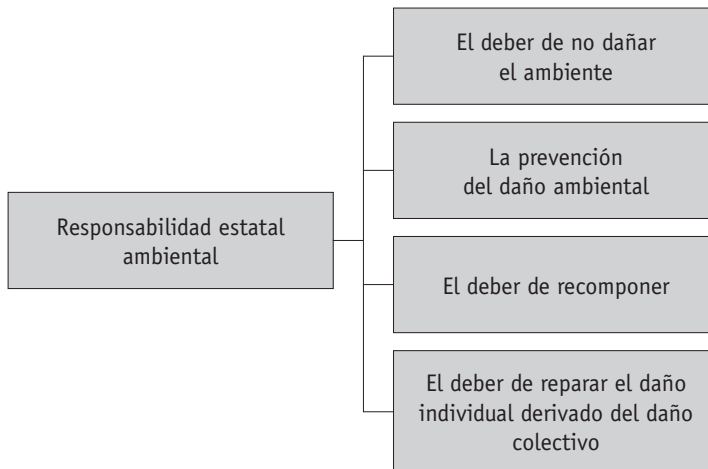 Responsabilidad estatal
ambiental
El deber de no dañar
el ambiente
La prevención
del daño ambiental
El deber de recomponer
El deber de reparar el daño
individual derivado del daño
colectivo